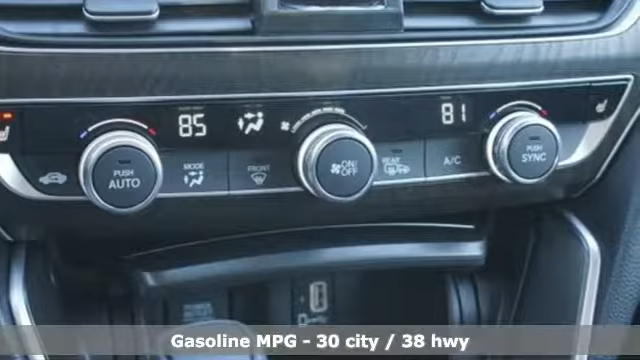 85
81
PUSH
AUTO
MODE
FRONT
ON/
OFF
REAR
A/C
PUSH
SYNC
Gasoline MPG - 30 city / 38 hwy